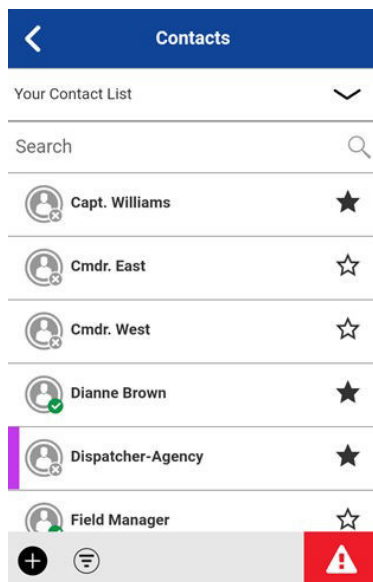 Contacts
Your Contact List
Search
Capt. Williams
Cmdr. East
Cmdr. West
Dianne Brown
Dispatcher-Agency
Field Manager